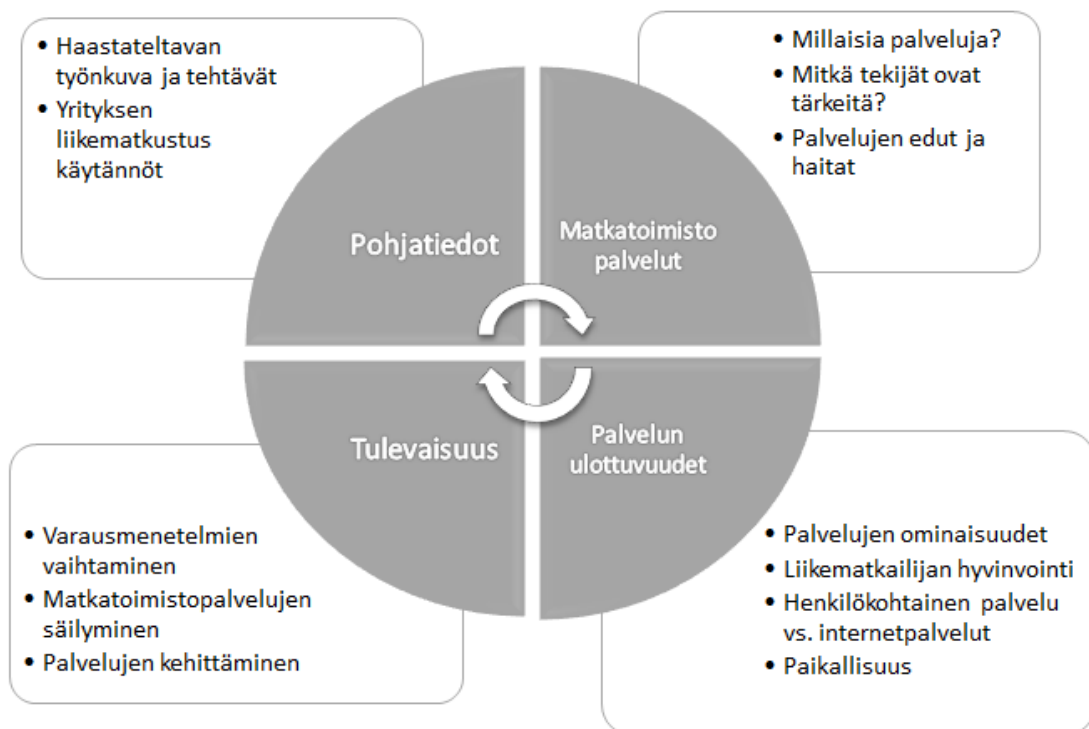 • Haastateltavan
työnkuva ja tehtävät
• Yrityksen
liikematkustus
käytännöt
• Millaisia palveluja?
• Mitkä tekijät ovat
tärkeitä?
• Palvelujen edut ja
haitat
Pohjatiedot
Matkatoimisto
palvelut
Tulevaisuus
Palvelun
ulottuvuudet
• Varausmenetelmien
vaihtaminen
• Matkatoimistopalvelujen
säilyminen
• Palvelujen kehittäminen
• Palvelujen ominaisuudet
• Liikematkailijan hyvinvointi
• Henkilökohtainen palvelu
vs. internetpalvelut
• Paikallisuus